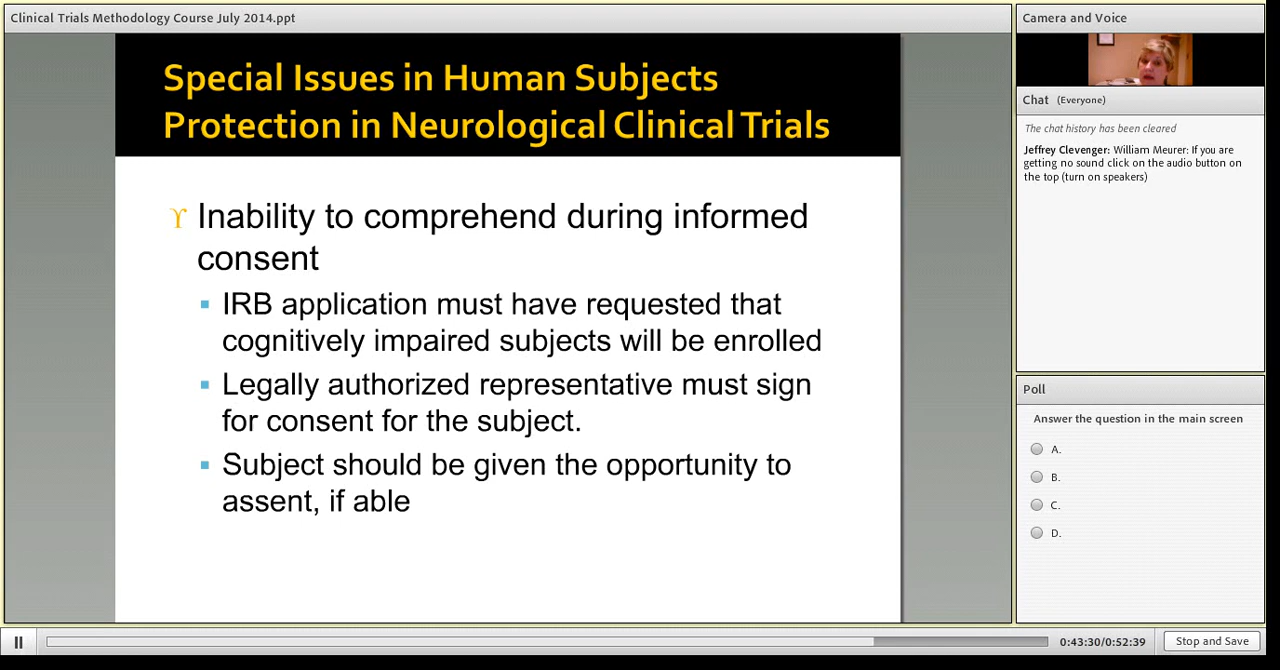 Clinical Trials Methodology Course July 2014.ppt
Special Issues in Human Subjects
Protection in Neurological Clinical Trials
Inability to comprehend during informed
consent
IRB application must have requested that
cognitively impaired subjects will be enrolled
Legally authorized representative must sign
for consent for the subject.
Subject should be given the opportunity to
assent, if able
Camera and Voice
Chat (Everyone)
The chat history has been cleared
Jeffrey Clevenger: William Meurer: If you are
getting no sound click on the audio button on
the top (turn on speakers)
Poll
Answer the question in the main screen
A.
B.
C.
D.
0:43:30/0:52:39
Stop and Save